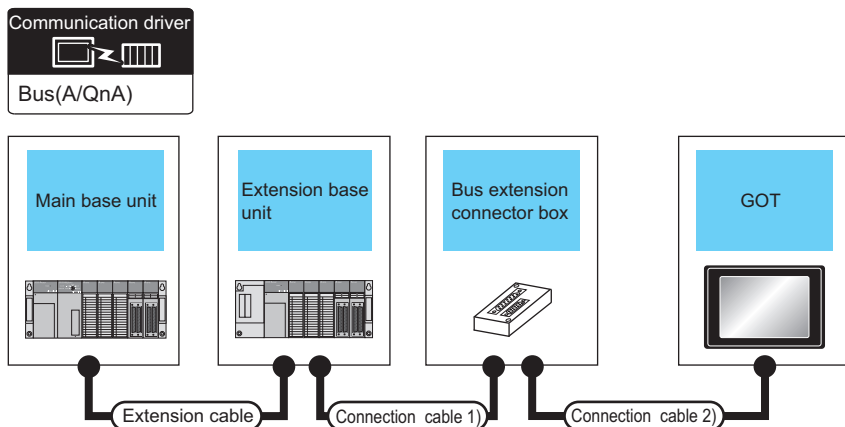 Communication driver
Bus(A/QnA)
Main base unit
Extension base
unit
Bus extension
connector box
GOT
Extension cable
Connection cable 1)
Connection cable 2)